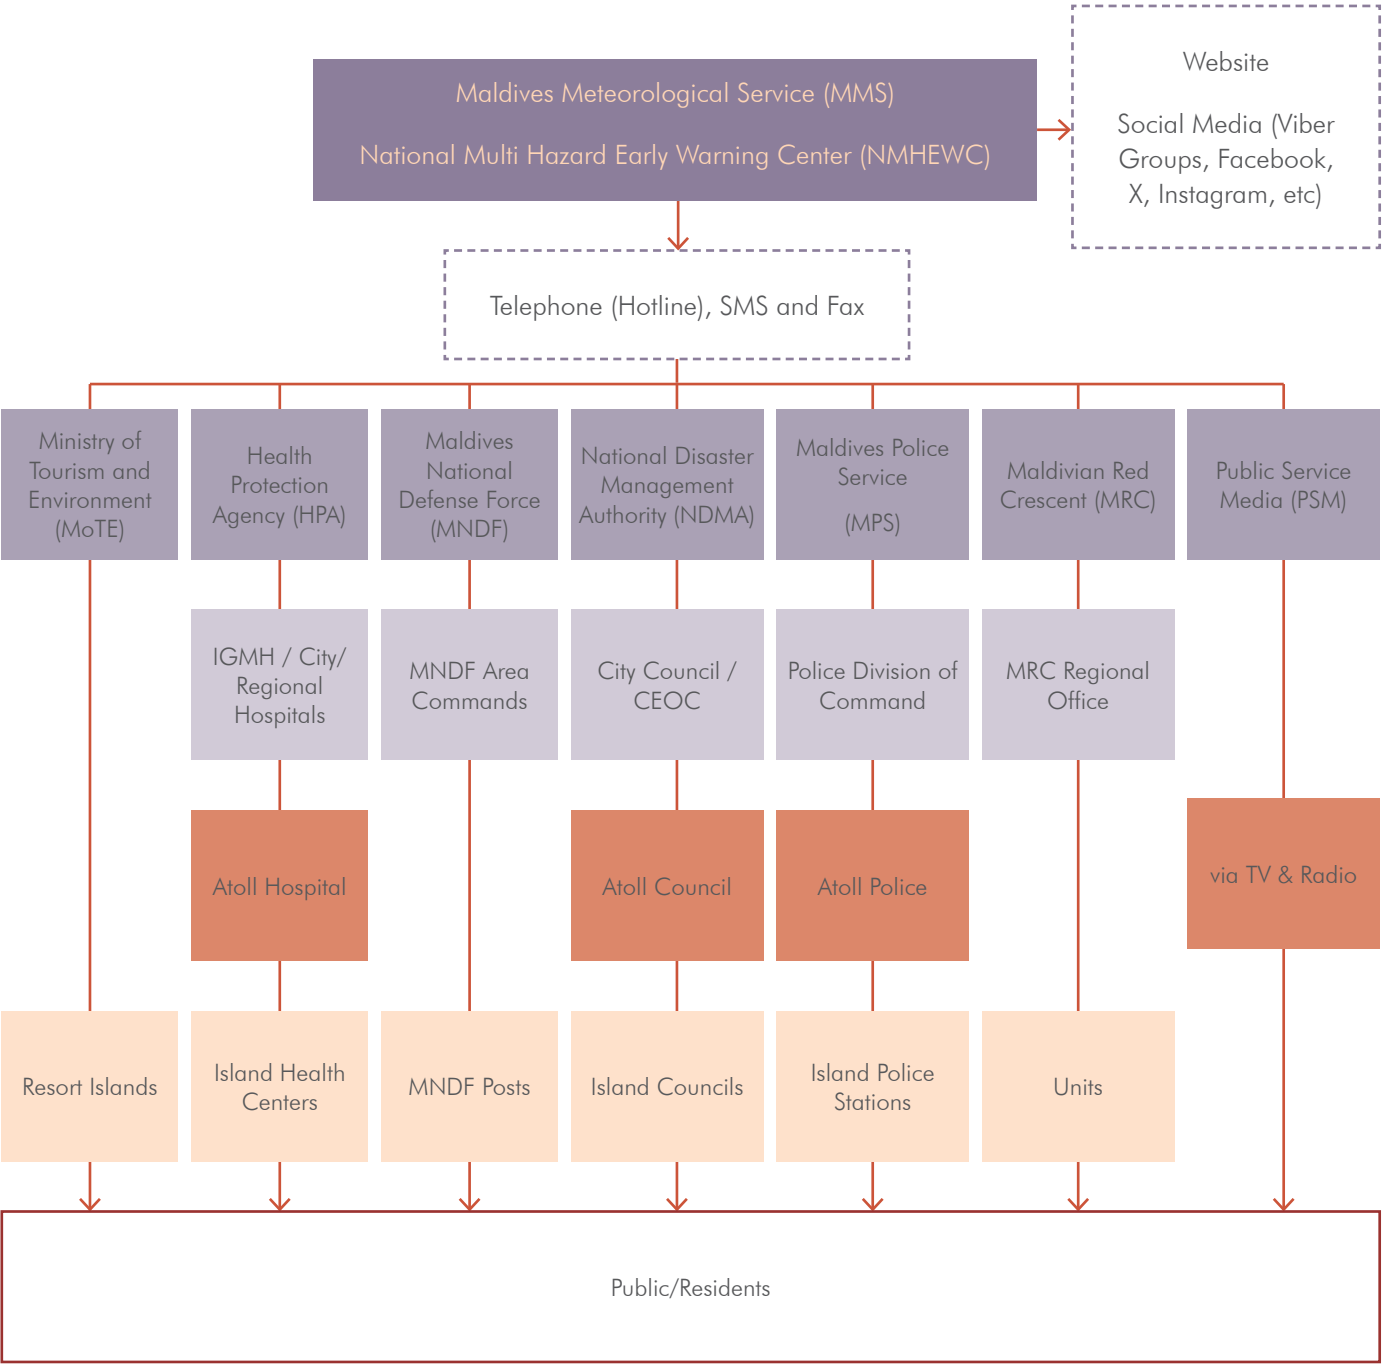 Maldives Meteorological Service (MMS)
National Multi Hazard Early Warning Center (NMHEWC)
Website
Social Media (Viber
Groups, Facebook,
X, Instagram, etc)
Telephone (Hotline), SMS and Fax
Ministry of
Tourism and
Environment
(MoTE)
Health
Protection
Agency (HPA)
Maldives
National
Defense Force
(MNDF)
National Disaster
Management
Authority (NDMA)
Maldives Police
Service
(MPS)
Maldivian Red
Crescent (MRC)
Public Service
Media (PSM)
IGMH / City/
Regional
Hospitals
MNDF Area
Commands
City Council /
CEOC
Police Division of
Command
MRC Regional
Office
Atoll Hospital
Atoll Council
Atoll Police
via TV & Radio
Resort Islands
Island Health
Centers
MNDF Posts
Island Councils
Island Police
Stations
Units
Public/Residents